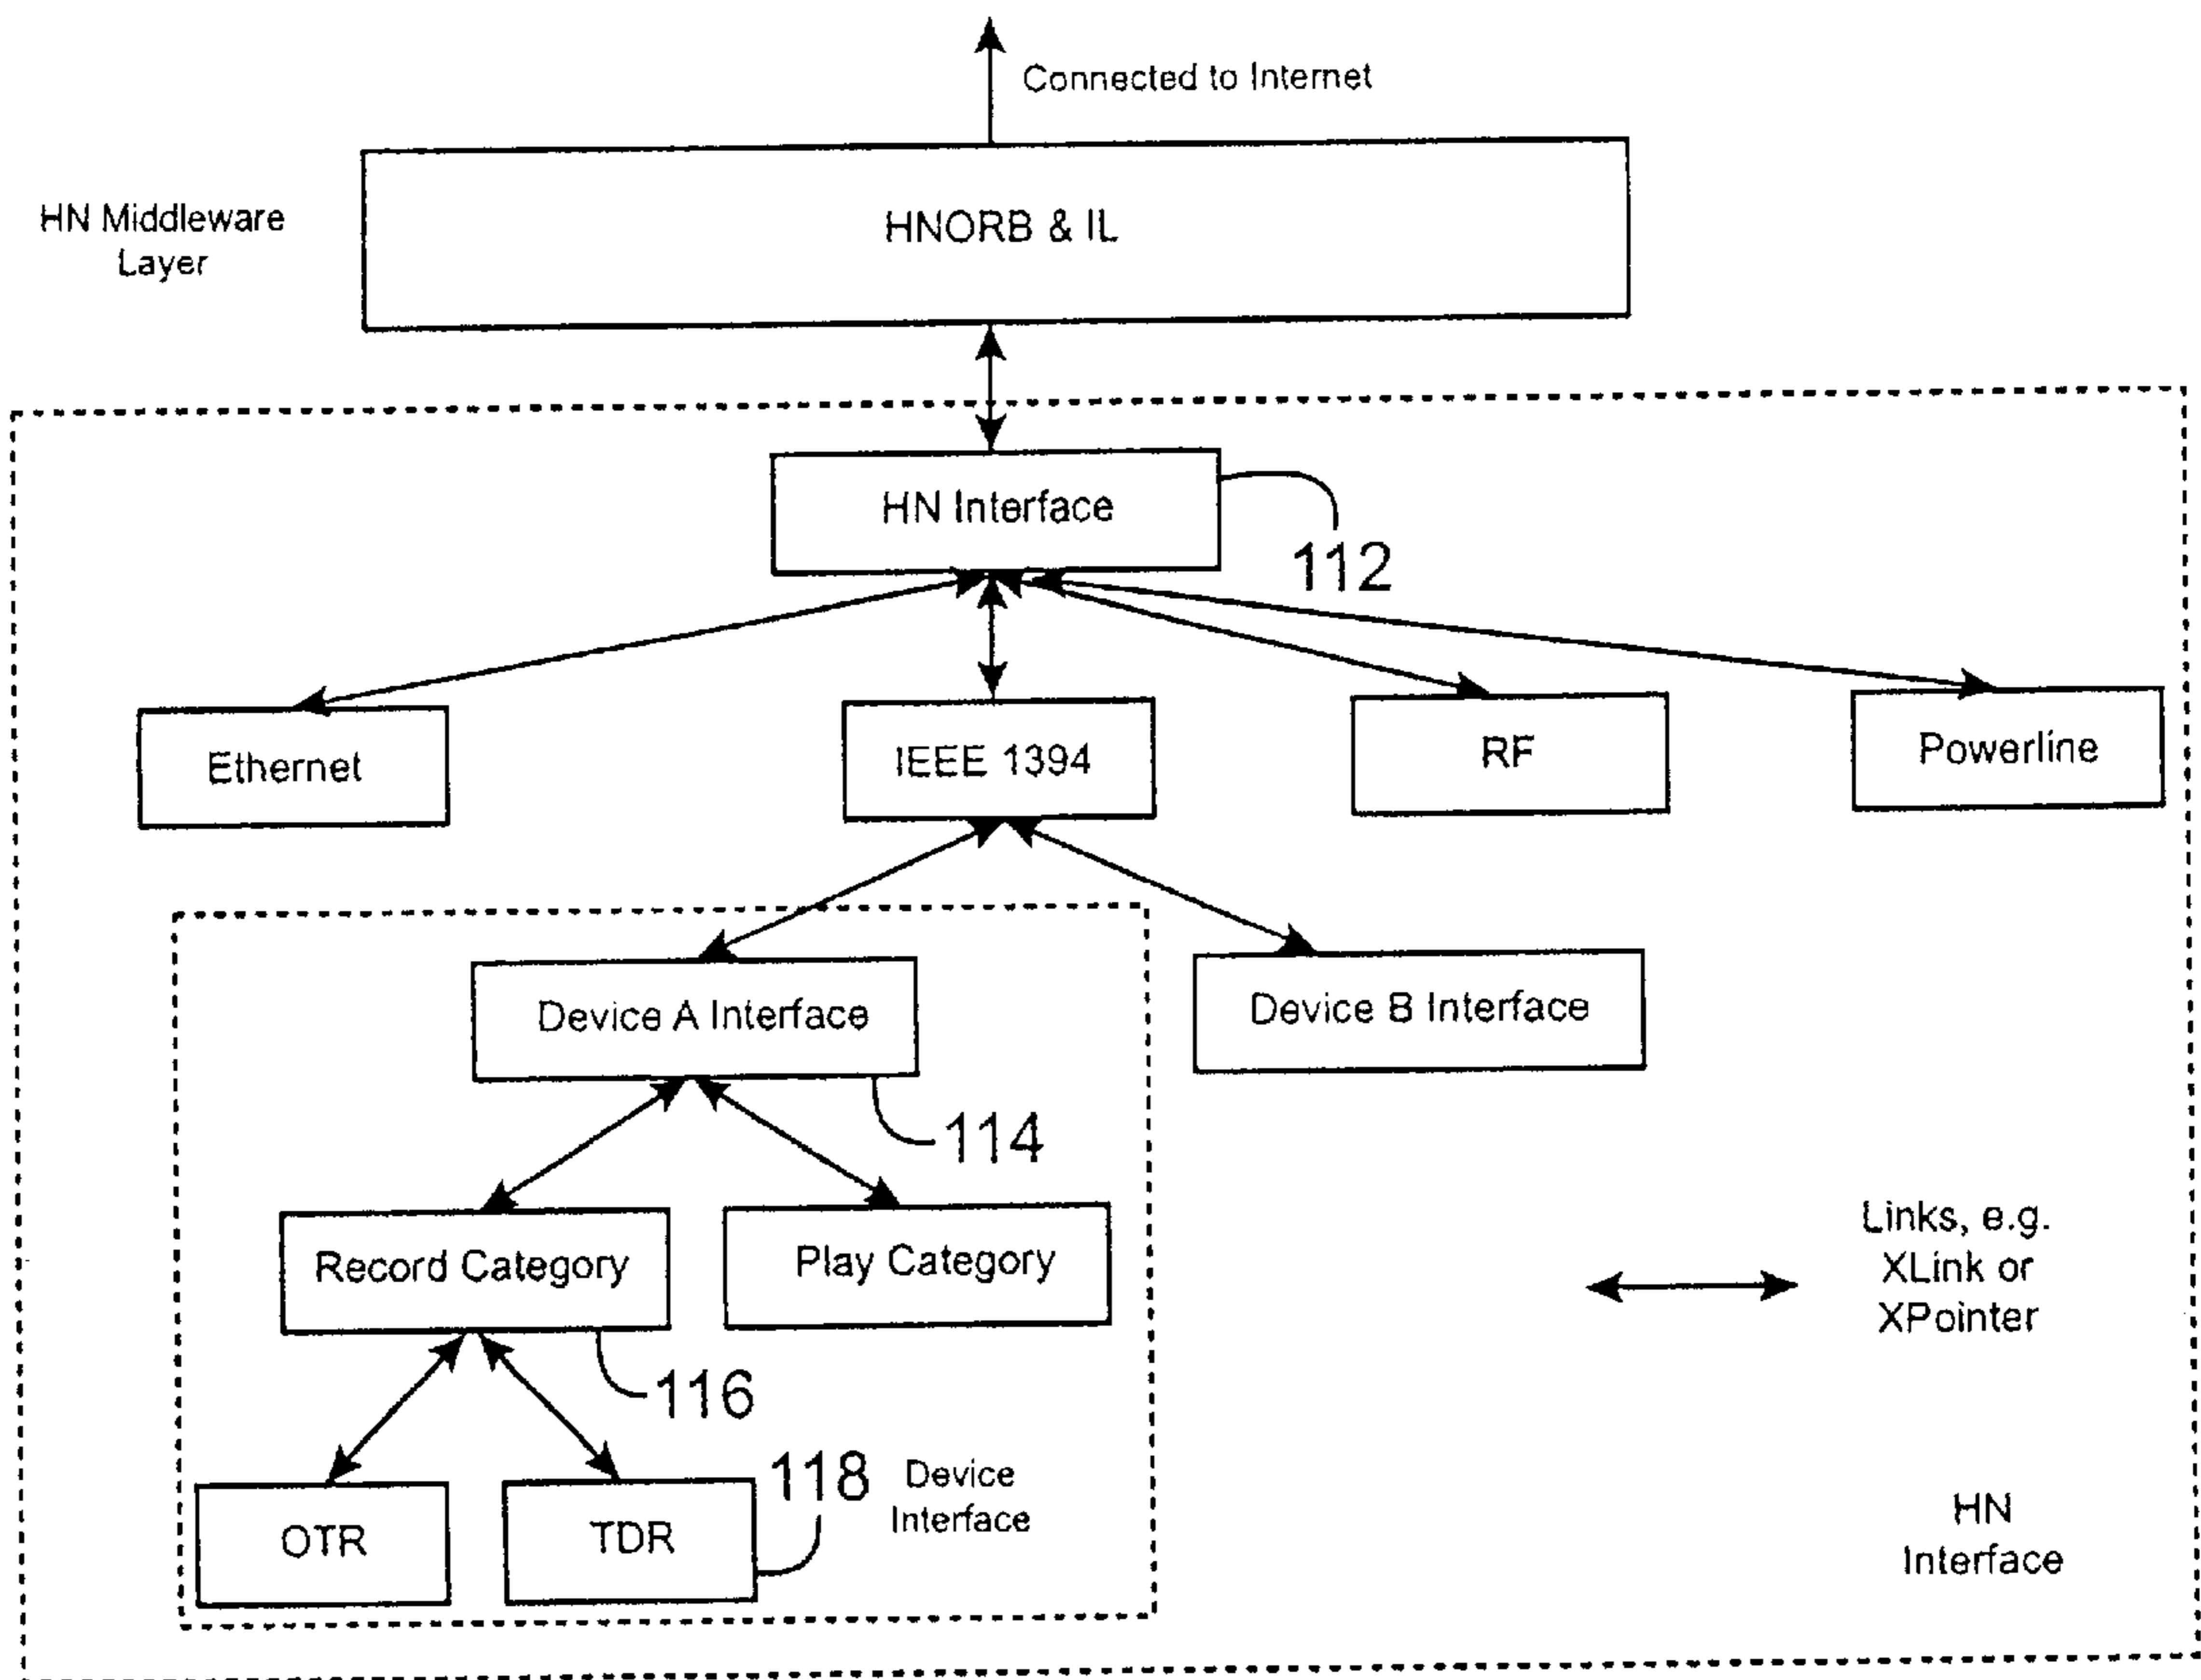 Connected to Internet
HN Middleware
Layer
HNORB & IL
HN Interface
112
Ethernet
IEEE 1394
RF
Powerline
Device A Interface
Device B Interface
114
Record Category
Play Category
Links, e.g.
XLink or
XPointer
116
118
Device
Interface
OTR
TDR
HN
Interface